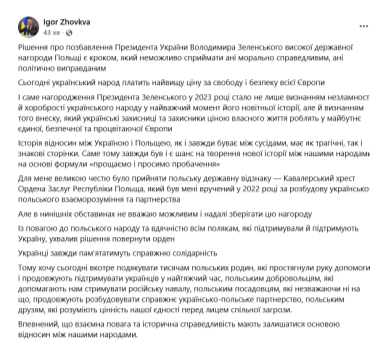 Igor Zhovkva
43 хв ·
Рішення про позбавлення Президента України Володимира Зеленського високої державної
нагороди Польщі є кроком, який неможливо сприймати ані морально справедливим, ані
політично виправданим
Сьогодні український народ платить найвищу ціну за свободу і безпеку всієї Європи
І саме нагородження Президента Зеленського у 2023 році стало не лише визнанням незламност
й хоробрості українського народу у найважчий момент його новітньої історії, але й визнанням
того внеску, який українські захисниці та захисники ціною власного життя роблять у майбутнє
єдиної, безпечної та процвітаючої Європи
Історія відносин між Україною і Польщею, як і завжди буває між сусідами, має як трагічні, так і
знакові сторінки. Саме тому завжди був і є шанс на творення нової історії між нашими народами
на основі формули «прощаємо і просимо пробачення»
Для мене великою честю було прийняти польську державну відзнаку — Кавалерський хрест
Ордена Заслуг Республіки Польща, який був мені вручений у 2022 році за розбудову українсько
польського взаєморозуміння та партнерства
Але в нинішніх обставинах не вважаю можливим і надалі зберігати цю нагороду
Із повагою до польського народу та вдячністю всім полякам, які підтримували й підтримують
Україну, ухвалив рішення повернути орден
Українці завжди пам'ятатимуть справжню солідарність
Тому хочу сьогодні вкотре подякувати тисячам польських родин, які простягнули руку допомоги
і продовжують підтримувати українців у найтяжчий час, польським добровольцям, які
допомагають нам стримувати російську навалу, польським посадовцям, які незважаючи ні на
що, продовжують розбудовувати справжнє українсько-польське партнерство, польським
друзям, які розуміють цінність нашої єдності перед лицем спільної загрози.
Впевнений, що взаємна повага та історична справедливість мають залишатися основою
відносин між нашими народами.